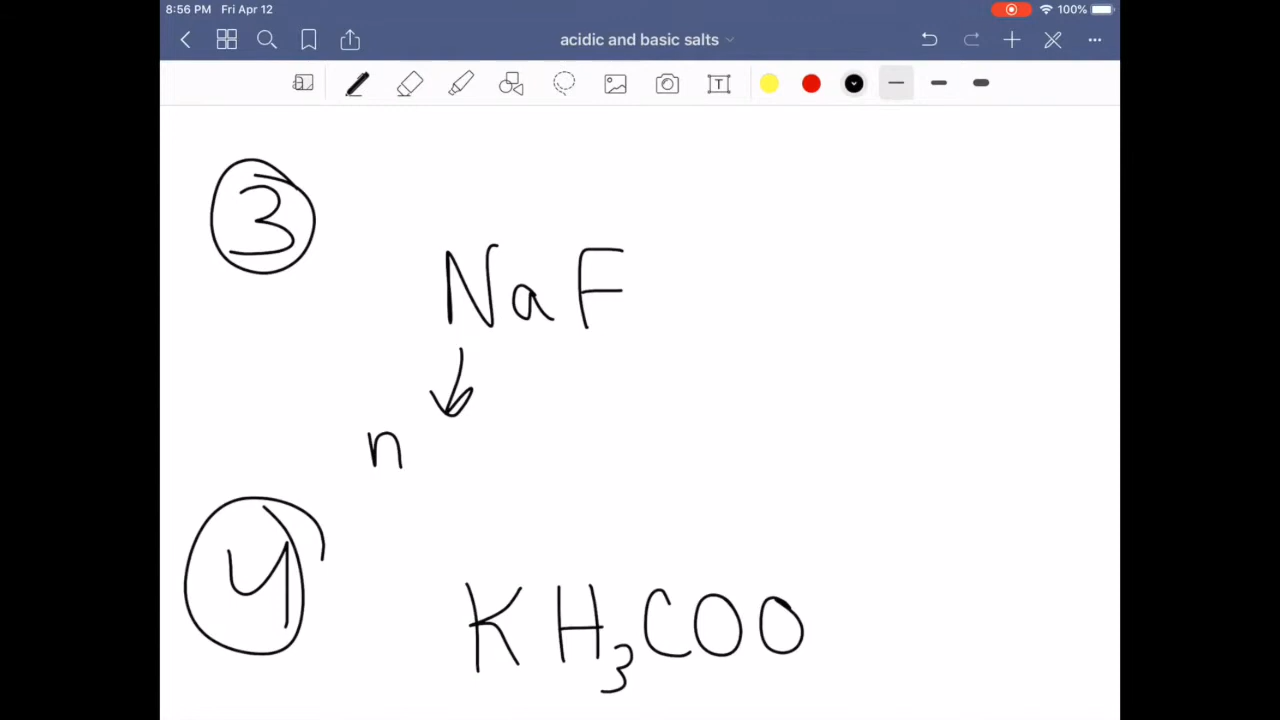 8:56 PM Fri Apr 12
100%
acidic and basic salts
T
3
NaF
n
4
KH₃COO